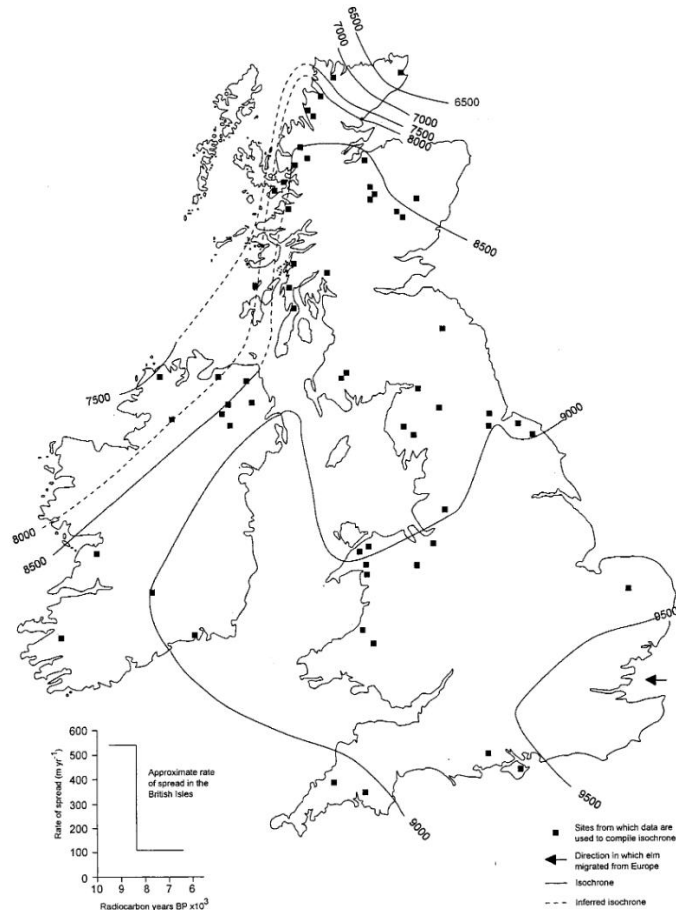 6500
7000
7500
6500
7000
7500
8000
8500
7500
9000
8000
8500
9500
9000
9500
600
500
400
300
200
100
0
Rate of spread (m yr⁻¹)
Approximate rate
of spread in the
British Isles
10 9 8 7 6
Radiocarbon years BP x10³
Sites from which data are
used to compile isochrone
Direction in which elm
migrated from Europe
Isochrone
Inferred isochrone